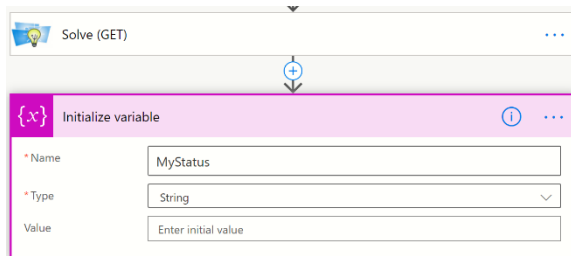 Solve (GET)
{x} Initialize variable
*Name MyStatus
*Type String
Value Enter initial value